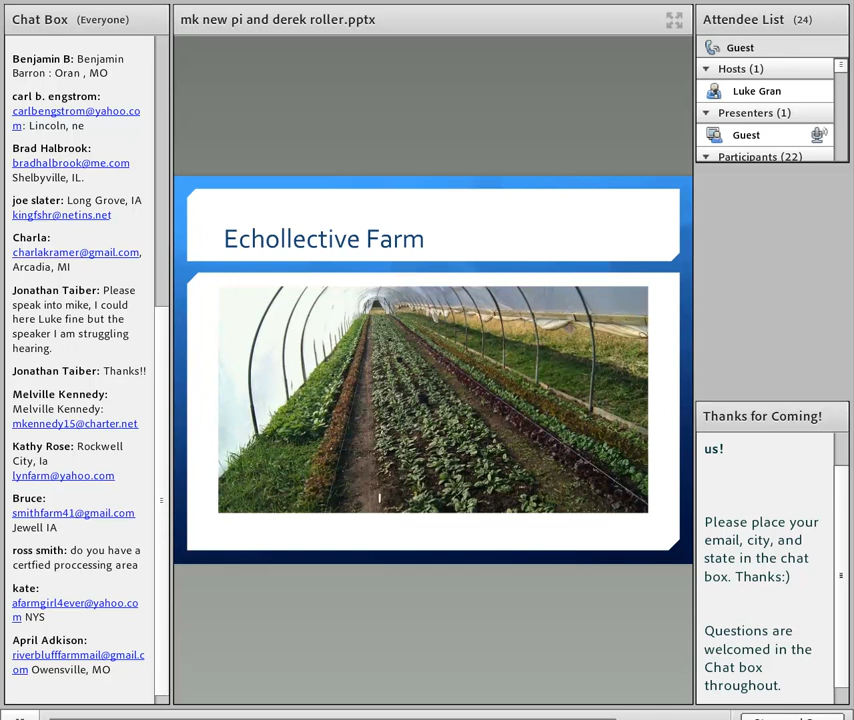 Chat Box (Everyone)
Benjamin B: Benjamin
Barron : Oran , MO
carl b. engstrom:
carlbengstrom@yahoo.co
m: Lincoln, ne
Brad Halbrook:
bradhalbrook@me.com
Shelbyville, IL.
joe slater: Long Grove, IA
kingfshr@netins.net
Charla:
charlakramer@gmail.com,
Arcadia, MI
Jonathan Taiber: Please
speak into mike, I could
here Luke fine but the
speaker I am struggling
hearing.
Jonathan Taiber: Thanks!!
Melville Kennedy:
Melville Kennedy:
mkennedy15@charter.net
Kathy Rose: Rockwell
City, Ia
lynfarm@yahoo.com
Bruce:
smithfarm41@gmail.com
Jewell IA
ross smith: do you have a
certfied proccessing area
kate:
afarmgirl4ever@yahoo.co
m NYS
April Adkison:
riverblufffarmmail@gmail.c
om Owensville, MO
mk new pi and derek roller.pptx
Echollective Farm
Attendee List (24)
Guest
Hosts (1)
Luke Gran
Presenters (1)
Guest
Participants (22)
Thanks for Coming!
us!
Please place your
email, city, and
state in the chat
box. Thanks:)
Questions are
welcomed in the
Chat box
throughout.